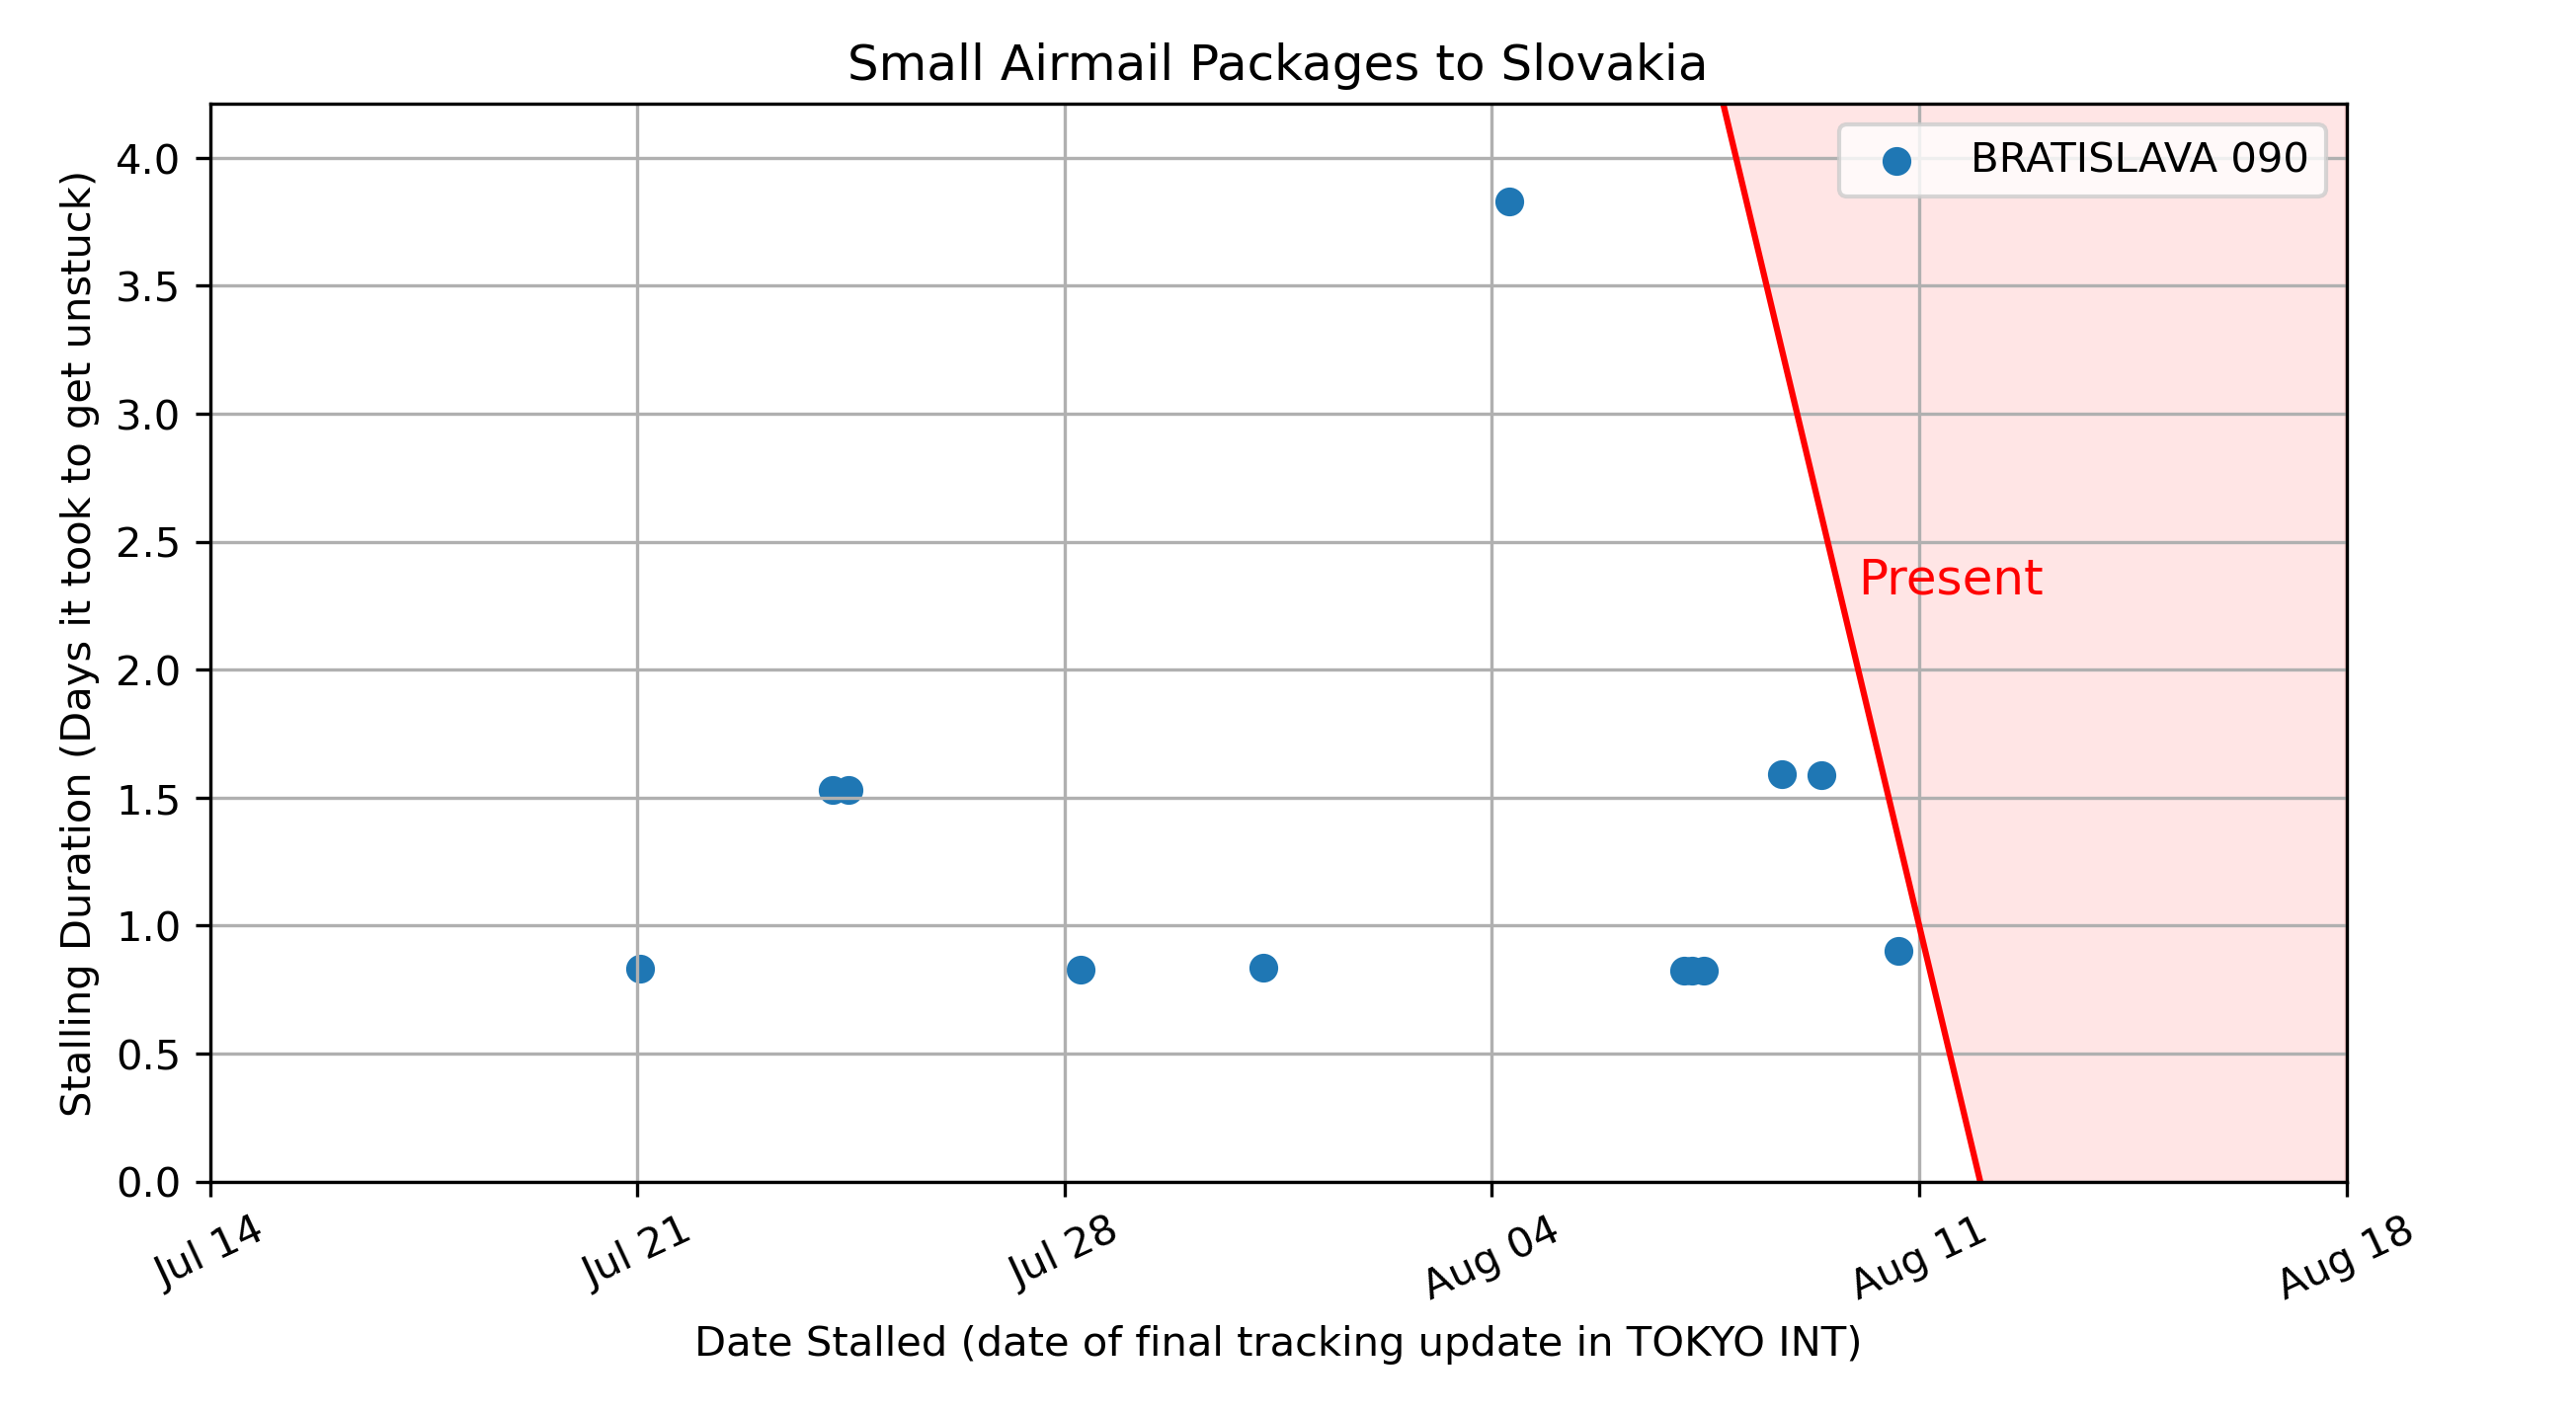 Small Airmail Packages to Slovakia
BRATISLAVA 090
Stalling Duration (Days it took to get unstuck)
4.0
3.5
3.0
2.5
2.0
1.5
1.0
0.5
0.0
Present
Jul 14
Jul 21
Jul 28
Aug 04
Aug 11
Aug 18
Date Stalled (date of final tracking update in TOKYO INT)